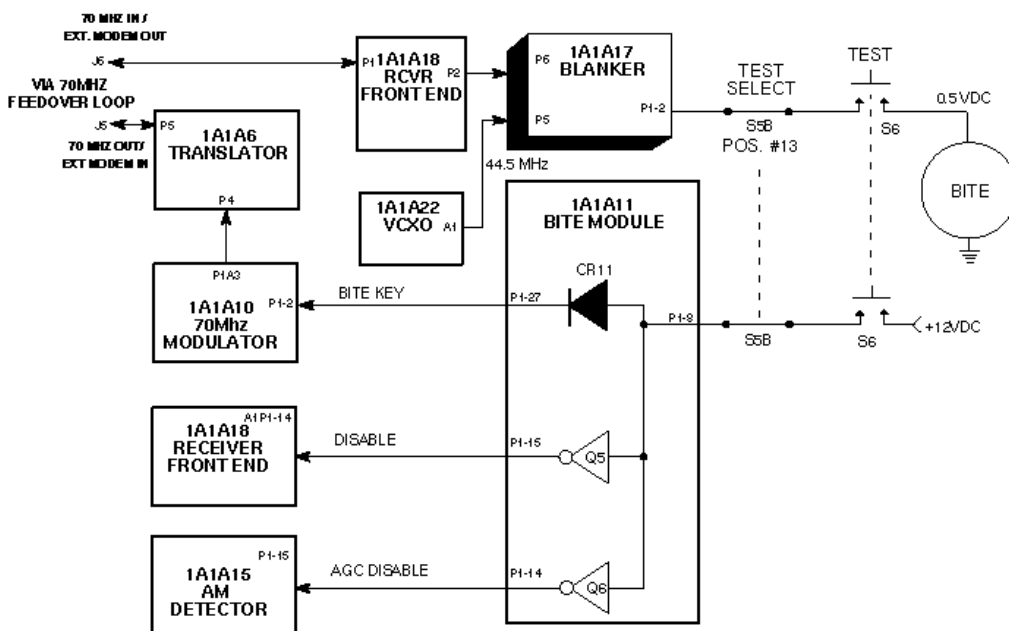 70 MHZ IN /
EXT. MODEM OUT
J6
VIA 70MHZ
FEEDOVER LOOP
J5
70 MHZ OUT/
EXT MODEM IN
P5
1A1A6
TRANSLATOR
P4
P1
1A1A18
RCVR
FRONT END
P2
P6
1A1A17
BLANKER
P1-2
P5
44.5 MHz
1A1A22
VCXO
A1
TEST
SELECT
S5B
POS. #13
TEST
S6
0.5 VDC
BITE
1A1A11
BITE MODULE
CR11
P1-27
P1-9
S5B
S6
+12VDC
P1A3
1A1A10
70Mhz
MODULATOR
P1-2
BITE KEY
A1P1-14
1A1A18
RECEIVER
FRONT END
DISABLE
P1-15
Q5
P1-15
1A1A15
AM
DETECTOR
AGC DISABLE
P1-14
Q6